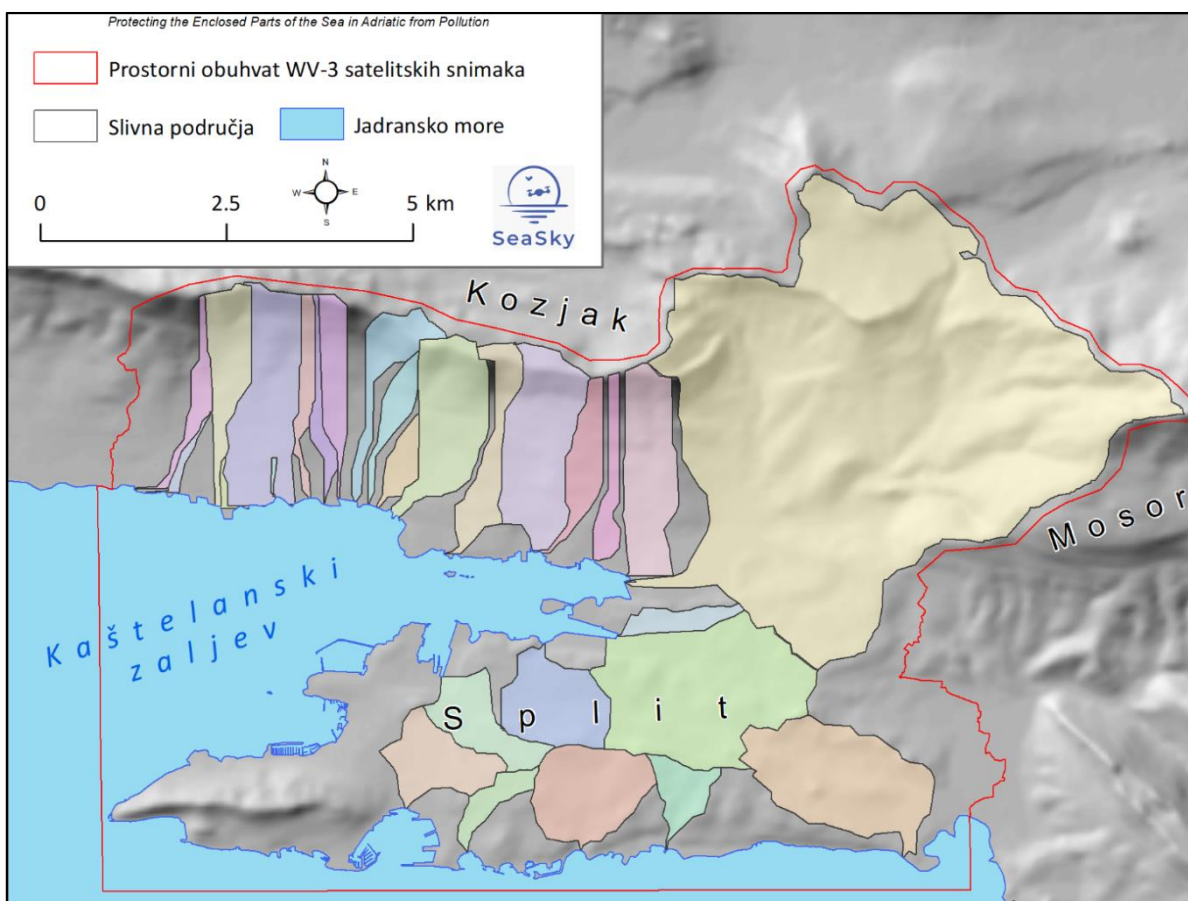 Protecting the Enclosed Parts of the Sea in Adriatic from Pollution
Prostorni obuhvat WV-3 satelitskih snimaka
Slivna područja
Jadransko more
N
W E
S
0 2.5 5 km
SeaSky
Kozjak
Mosor
Kaštelanski
zaljev
Split